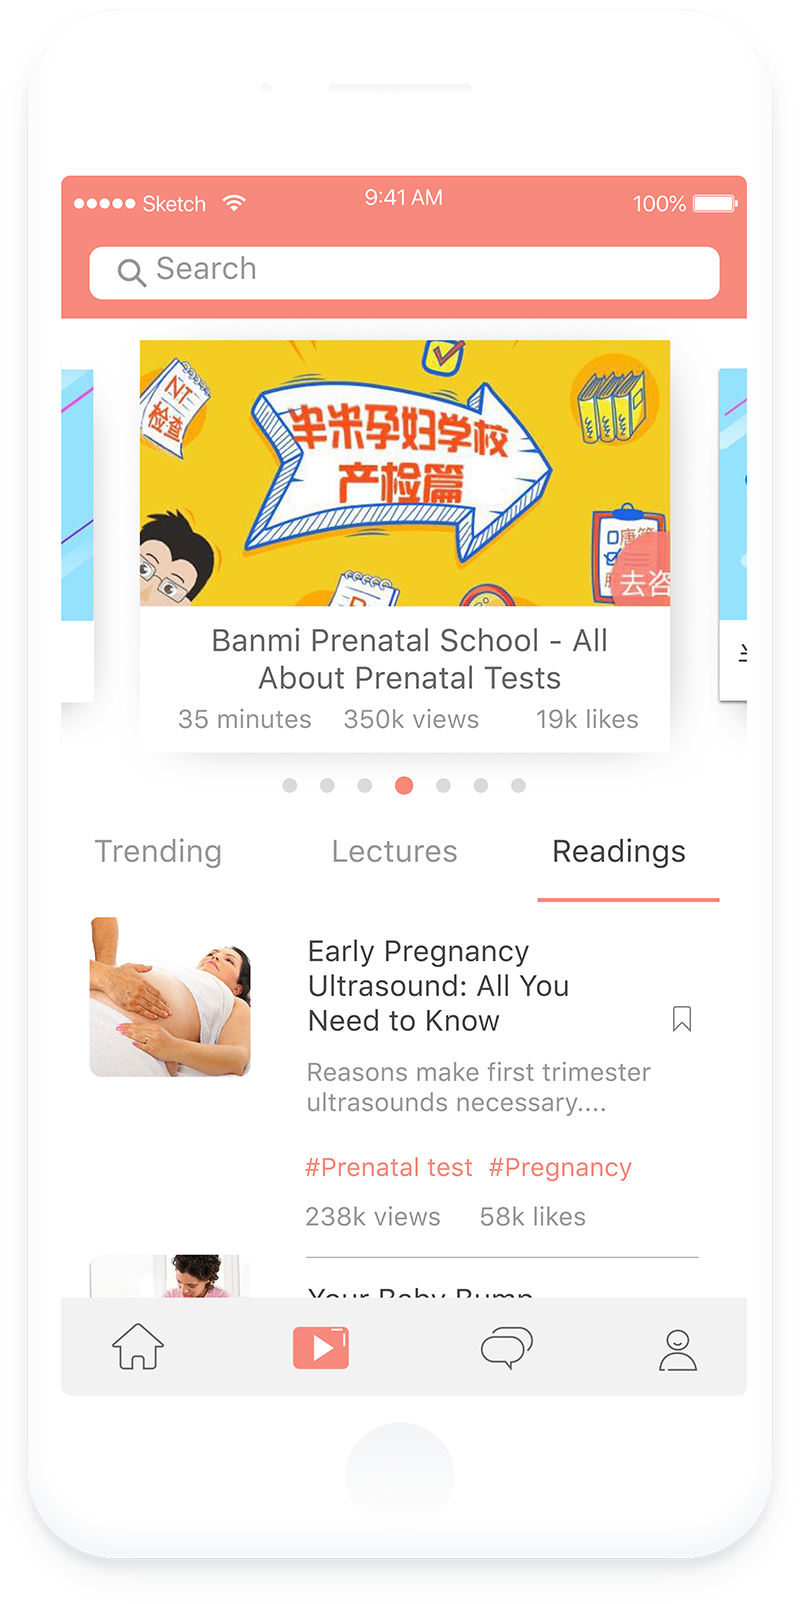 Sketch
9:41 AM
100%
Search
NT
检查
半米孕妇学校
产检篇
去咨
Banmi Prenatal School - All
About Prenatal Tests
35 minutes 350k views 19k likes
Trending Lectures Readings
Early Pregnancy
Ultrasound: All You
Need to Know
Reasons make first trimester
ultrasounds necessary....
#Prenatal test #Pregnancy
238k views 58k likes
Your Baby Bump